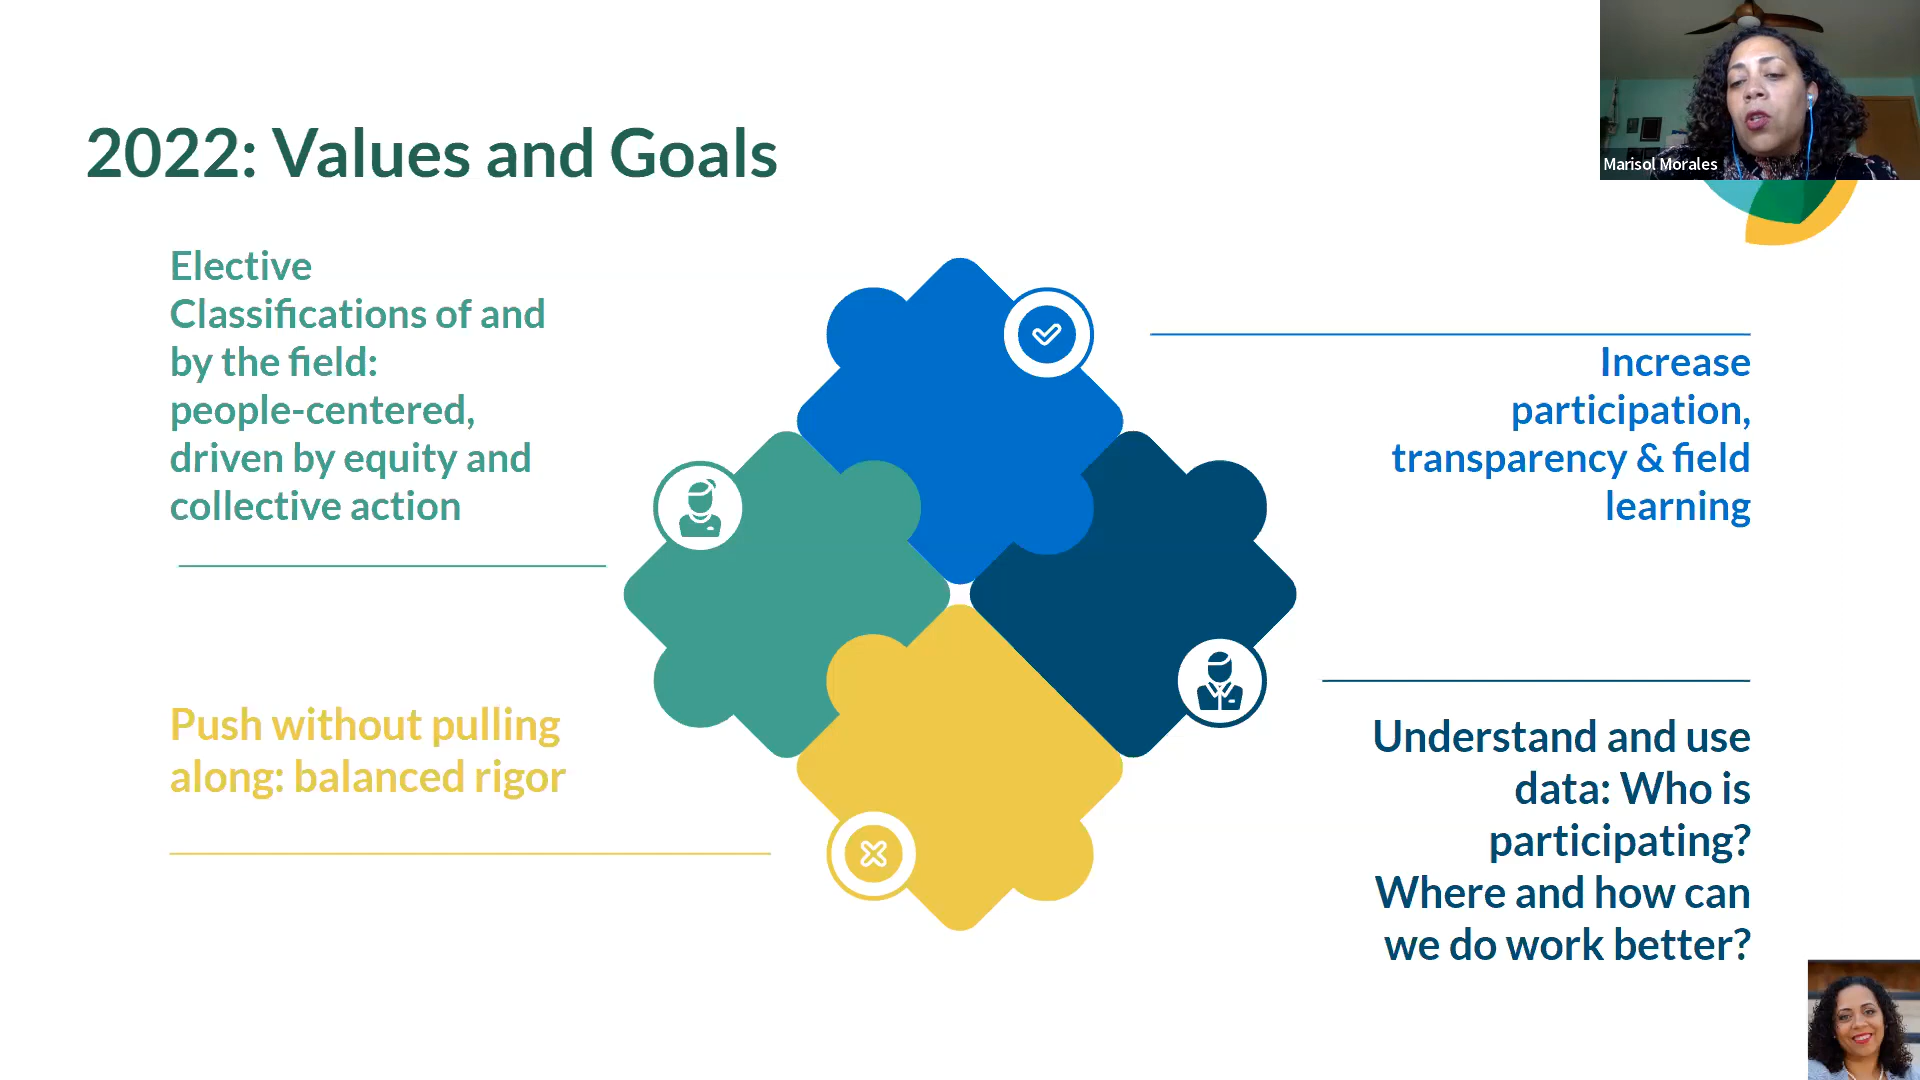 2022: Values and Goals
Marisol Morales
Elective
Classifications of and
by the field:
people-centered,
driven by equity and
collective action
Increase
participation,
transparency & field
learning
Push without pulling
along: balanced rigor
Understand and use
data: Who is
participating?
Where and how can
we do work better?